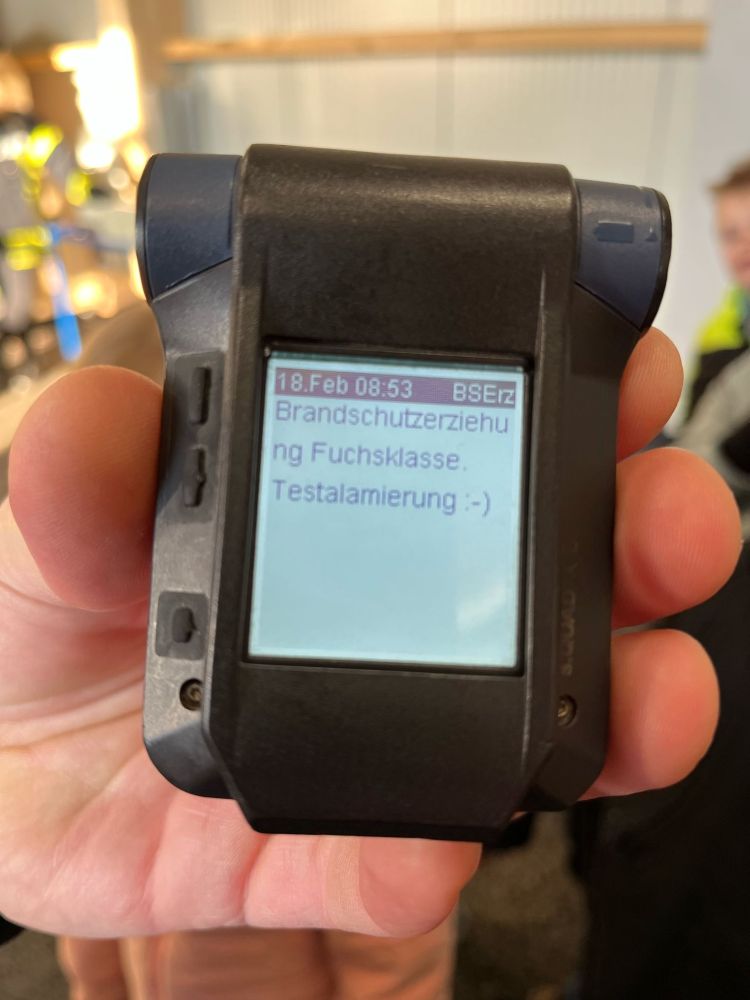 18.Feb 08:53 BSErz
Brandschutzerziehu
ng Fuchsklasse.
Testalamierung :-)